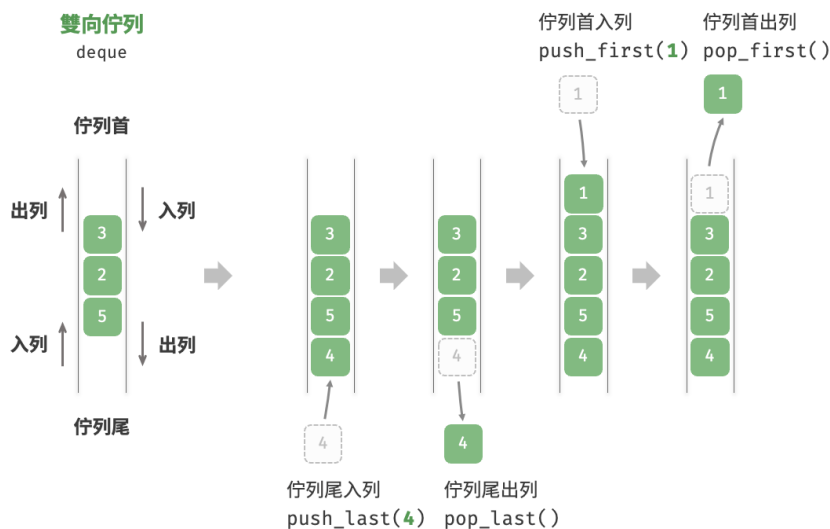 雙向佇列
deque
佇列首
出列
入列
3
2
5
入列
出列
佇列尾
3
2
5
4
4
佇列尾入列
push_last(4)
3
2
5
4
4
佇列尾出列
pop_last()
佇列首入列
push_first(1)
1
1
3
2
5
4
佇列首出列
pop_first()
1
1
3
2
5
4